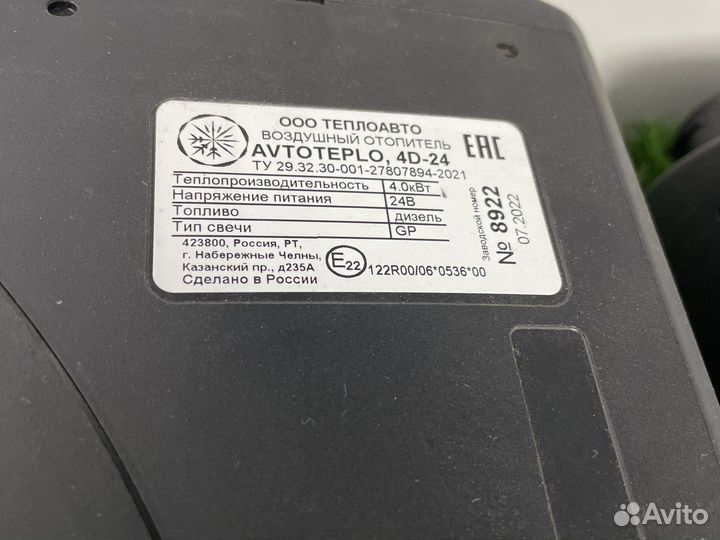 ООО ТЕПЛОАВТО
ВОЗДУШНЫЙ ОТОПИТЕЛЬ
AVTOTEPLO, 4D-24
ТУ 29.32.30-001-27807894-2021
Теплопроизводительность 4.0кВт
Напряжение питания 24В
Топливо дизель
Тип свечи GP
423800, Россия, РТ,
г. Набережные Челны,
Казанский пр., д235А
Сделано в России
E22 122R00/06*0536*00
EAC
Заводской номер
№ 8922
07.2022
Avito